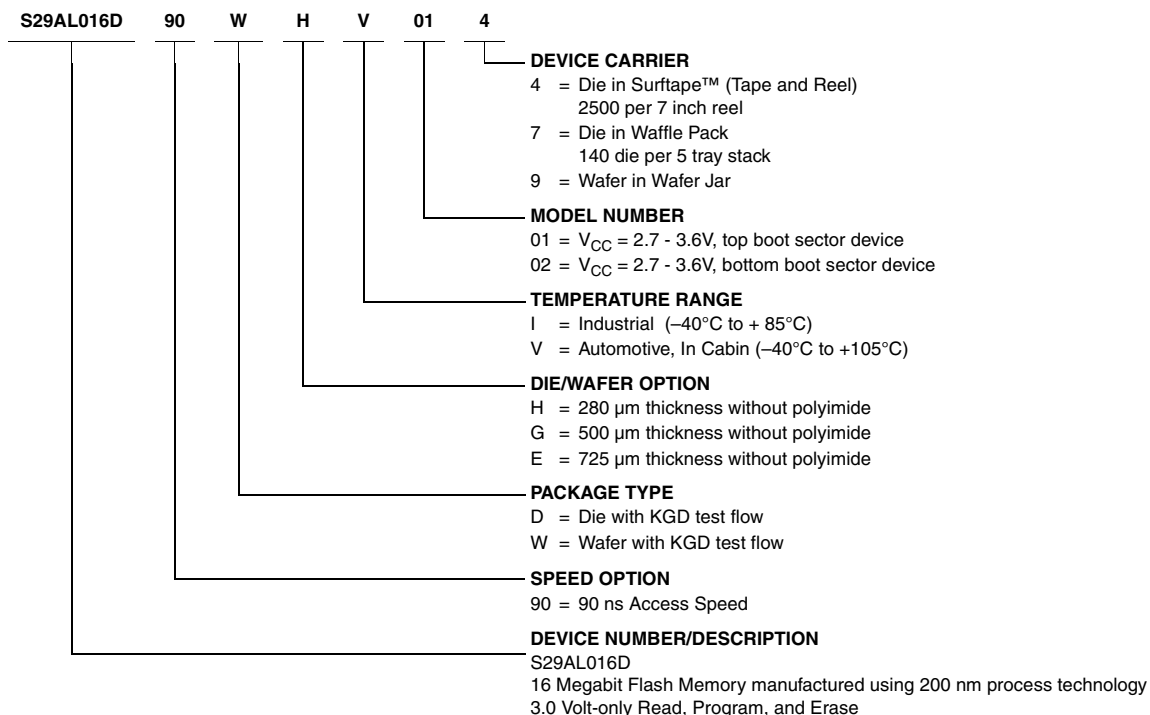 S29AL016D 90 W H V 01 4
DEVICE CARRIER
4 = Die in Surftape™ (Tape and Reel)
2500 per 7 inch reel
7 = Die in Waffle Pack
140 die per 5 tray stack
9 = Wafer in Wafer Jar
MODEL NUMBER
01 = VCC = 2.7 - 3.6V, top boot sector device
02 = VCC = 2.7 - 3.6V, bottom boot sector device
TEMPERATURE RANGE
I = Industrial (–40°C to + 85°C)
V = Automotive, In Cabin (–40°C to +105°C)
DIE/WAFER OPTION
H = 280 µm thickness without polyimide
G = 500 µm thickness without polyimide
E = 725 µm thickness without polyimide
PACKAGE TYPE
D = Die with KGD test flow
W = Wafer with KGD test flow
SPEED OPTION
90 = 90 ns Access Speed
DEVICE NUMBER/DESCRIPTION
S29AL016D
16 Megabit Flash Memory manufactured using 200 nm process technology
3.0 Volt-only Read, Program, and Erase